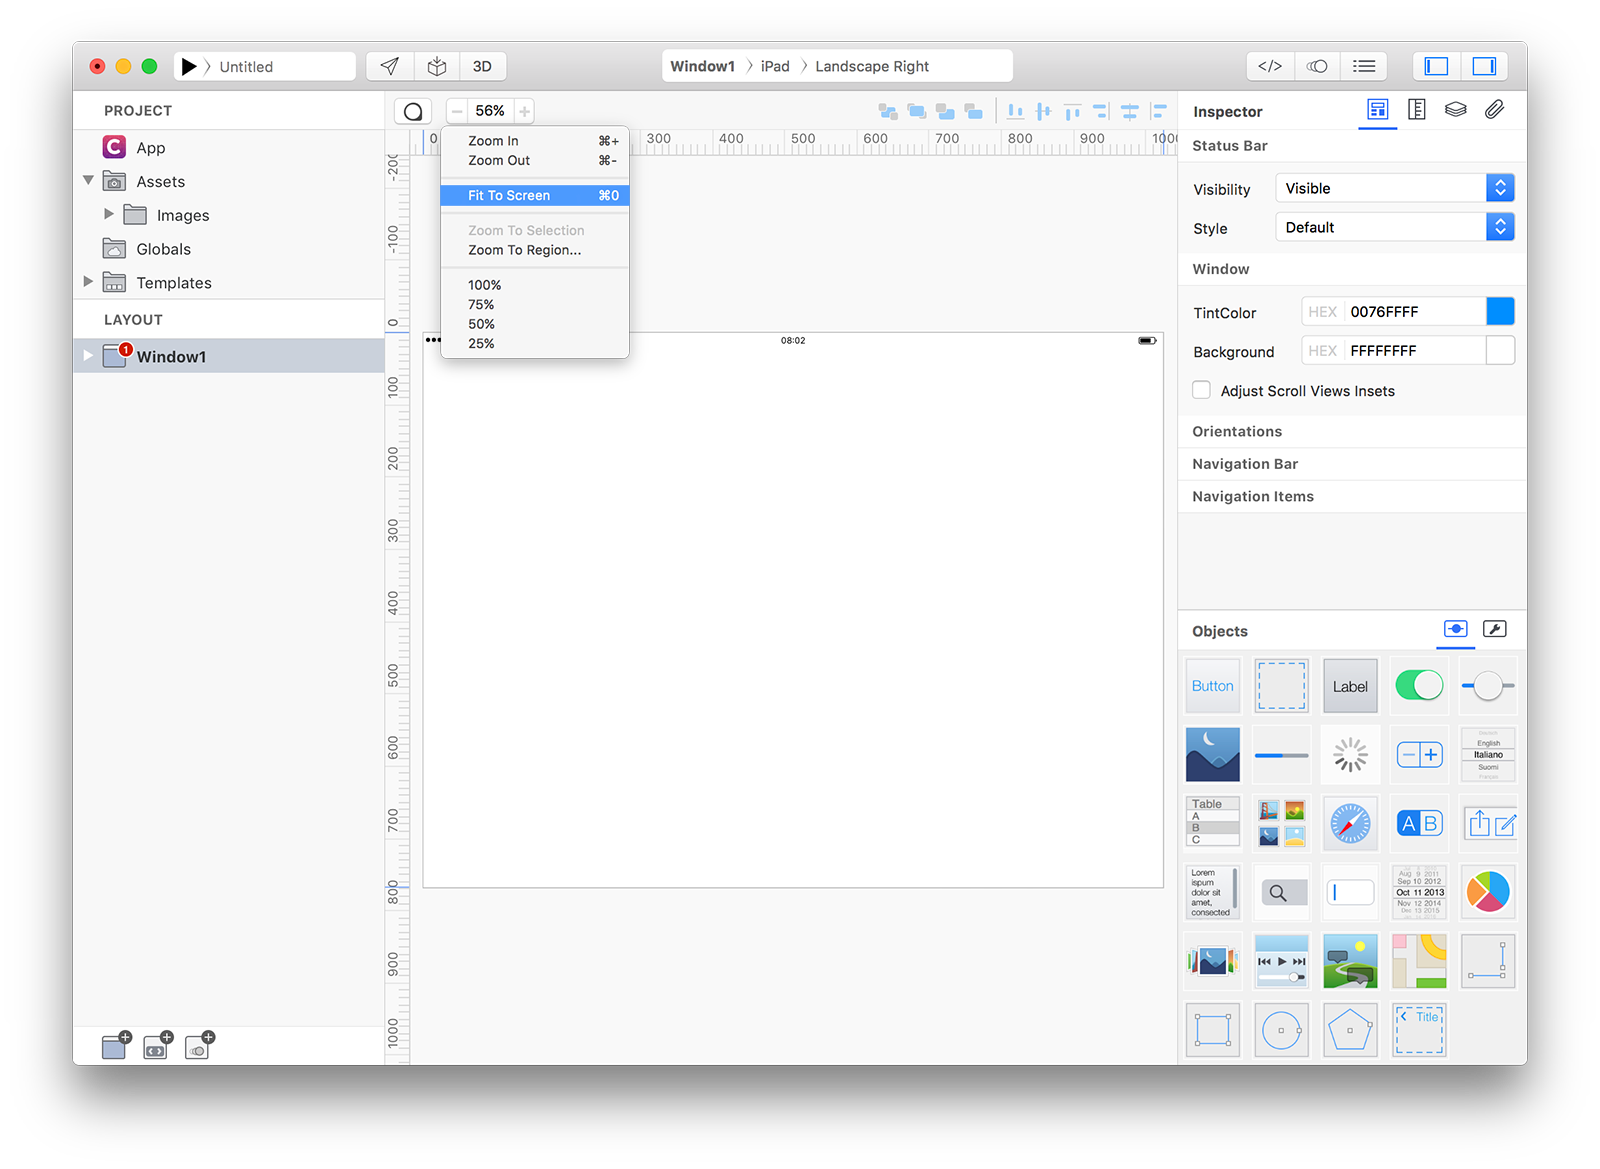 Untitled
3D
Window1 〉 iPad 〉 Landscape Right
</>
PROJECT
App
Assets
Images
Globals
Templates
LAYOUT
1
Window1
56%
Zoom In ⌘+
Zoom Out ⌘-
Fit To Screen ⌘0
Zoom To Selection
Zoom To Region...
100%
75%
50%
25%
0 300 400 500 600 700 800 900 1000
-200
-100
0
100
200
300
400
500
600
700
800
900
1000
08:02
Inspector
Status Bar
Visibility Visible
Style Default
Window
TintColor HEX 0076FFFF
Background HEX FFFFFFFF
Adjust Scroll Views Insets
Orientations
Navigation Bar
Navigation Items
Objects
Button
Label
English
Italiano
Suomi
Table
A
B
C
A B
Lorem
ispum
dolor sit
amet,
consected
Aug 9 2011
Sep 10 2012
Oct 11 2013
Nov 12 2014
Dec 13 2015
Title